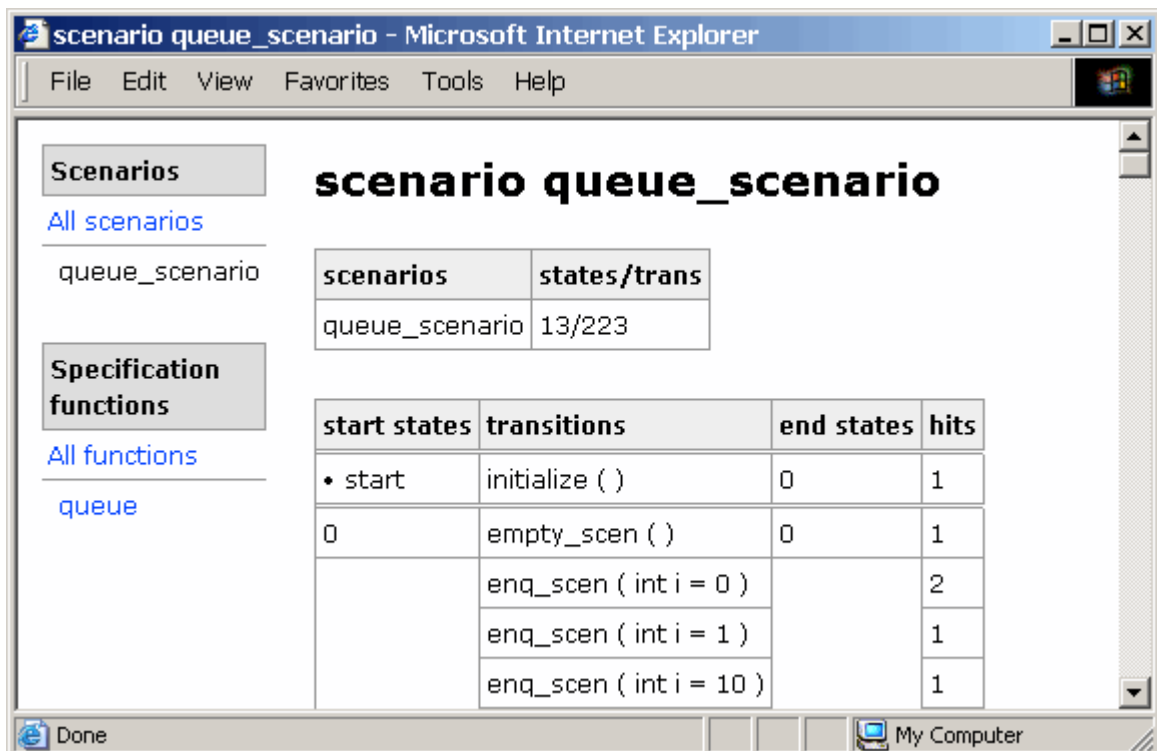 scenario queue_scenario - Microsoft Internet Explorer
File Edit View Favorites Tools Help
Scenarios
All scenarios
queue_scenario
Specification
functions
All functions
queue
scenario queue_scenario
scenarios states/trans
queue_scenario 13/223
start states transitions end states hits
• start initialize ( ) 0 1
0 empty_scen ( ) 0 1
enq_scen ( int i = 0 ) 2
enq_scen ( int i = 1 ) 1
enq_scen ( int i = 10 ) 1
Done My Computer